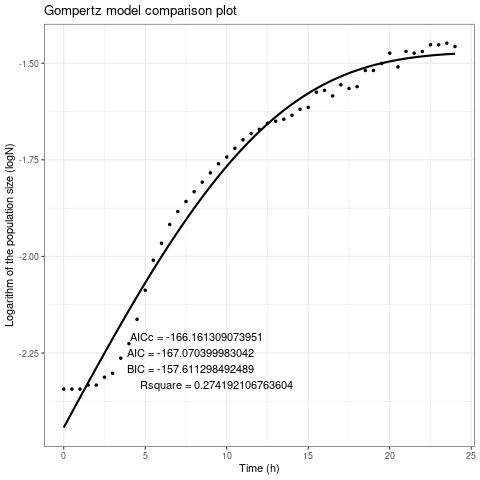 Gompertz model comparison plot
Logarithm of the population size (logN)
-1.50
-1.75
-2.00
-2.25
AICc = -166.161309073951
AIC = -167.070399983042
BIC = -157.611298492489
Rsquare = 0.274192106763604
0 5 10 15 20 25
Time (h)